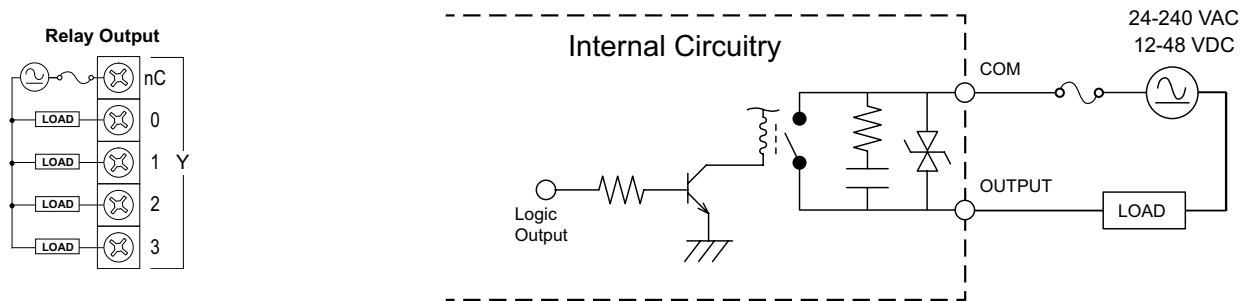 Relay Output
nC
LOAD 0
LOAD 1
Y
LOAD 2
LOAD 3
Internal Circuitry
24-240 VAC
12-48 VDC
COM
OUTPUT
LOAD
Logic
Output